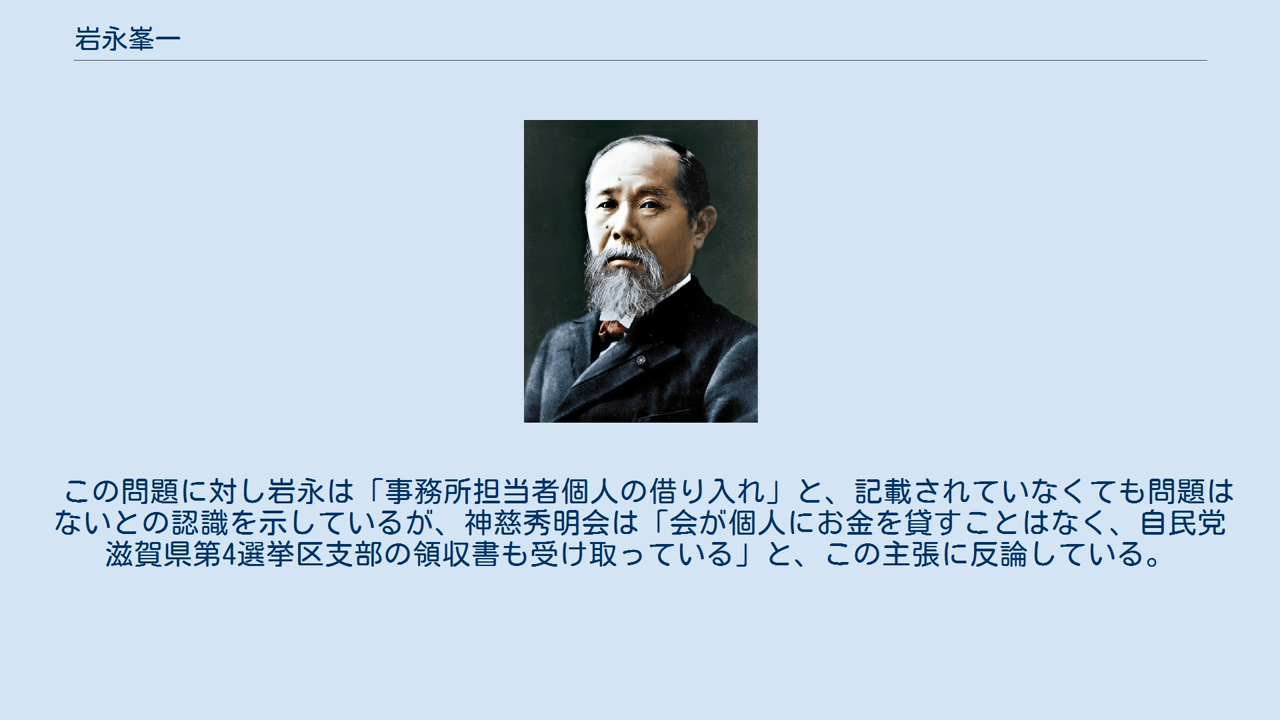 岩永峯一
この問題に対し岩永は「事務所担当者個人の借り入れ」と、記載されていなくても問題は
ないとの認識を示しているが、神慈秀明会は「会が個人にお金を貸すことはなく、自民党
滋賀県第4選挙区支部の領収書も受け取っている」と、この主張に反論している。